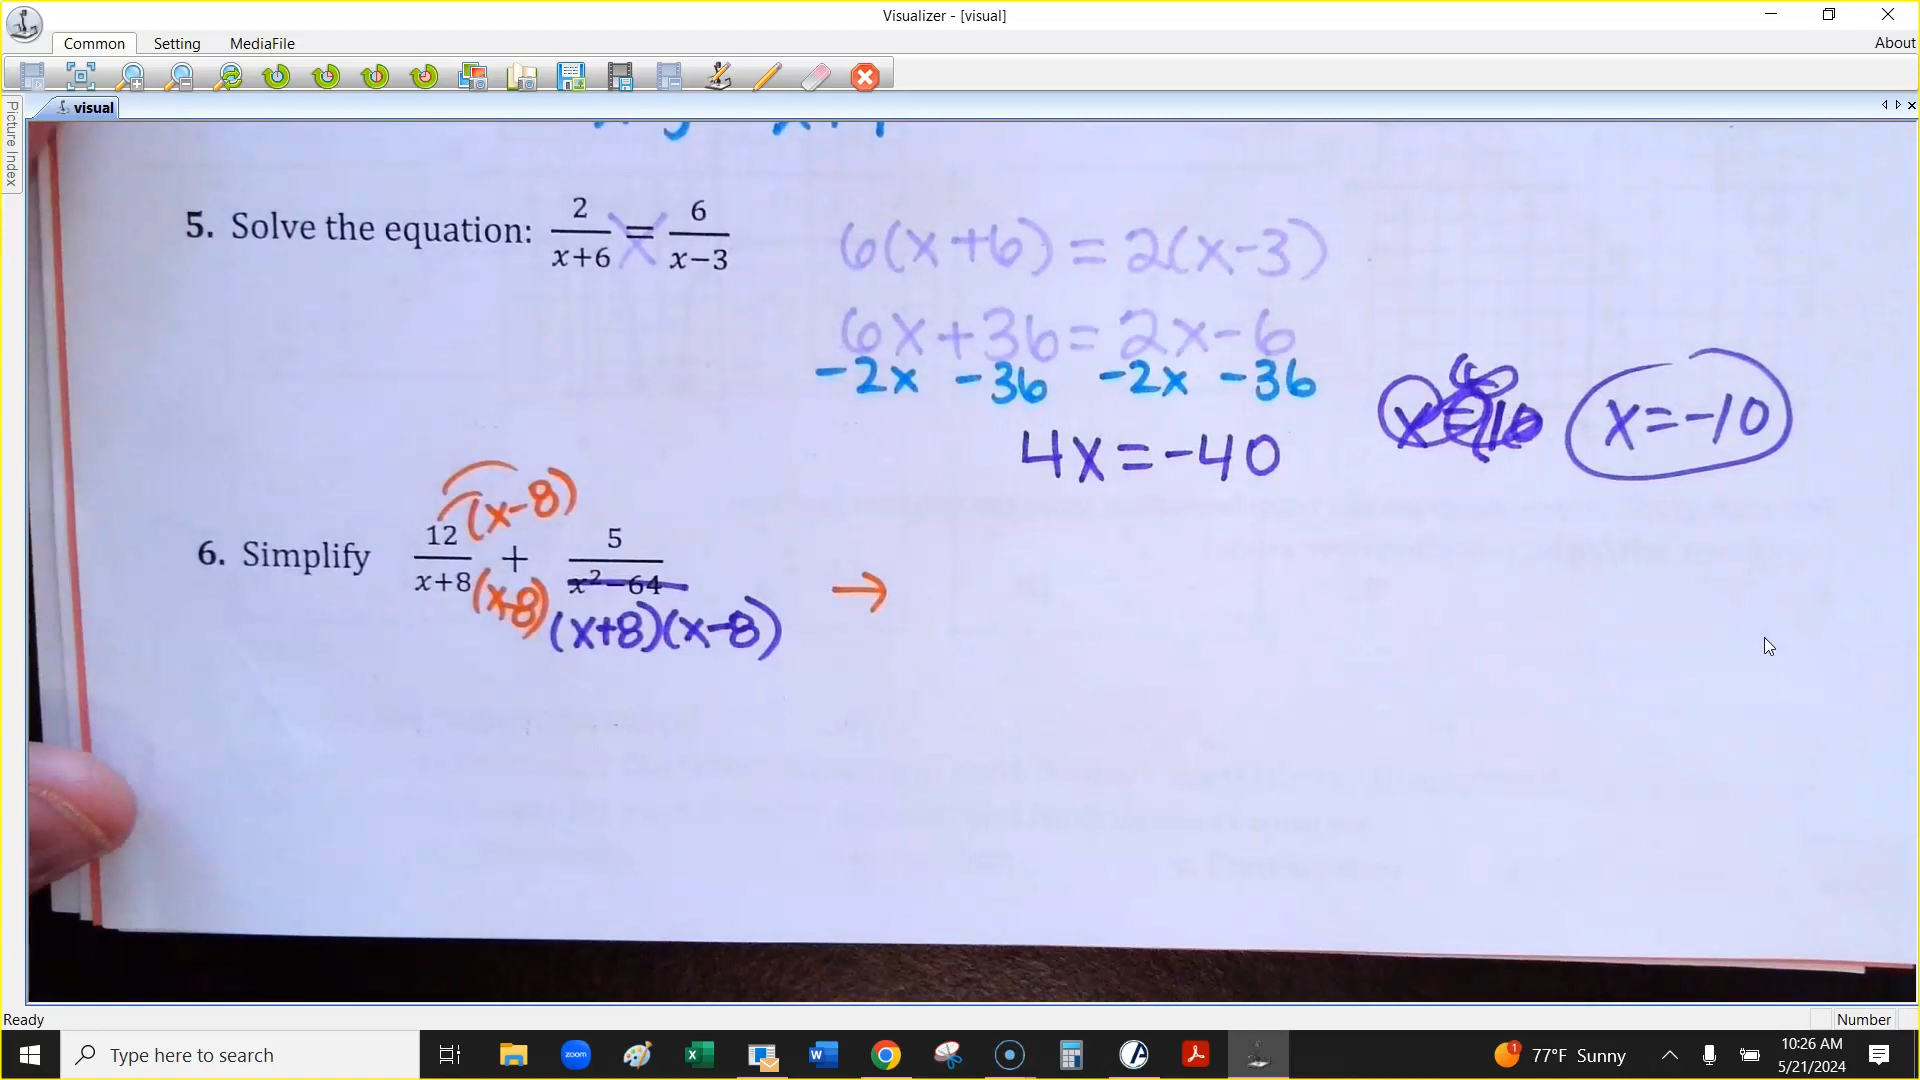 Visualizer - [visual]
Common Setting MediaFile About
visual
Picture Index
5. Solve the equation: 2/(x+6) = 6/(x−3)
6(x+6) = 2(x-3)
6x+36 = 2x-6
-2x -36 -2x -36
4x = -40
x=-10
6. Simplify 12/(x+8) + 5/(x²−64)
(x-8)
(x-8) (x+8)(x-8)
→
Ready Number
Type here to search
zoom
1
77°F Sunny
10:26 AM
5/21/2024